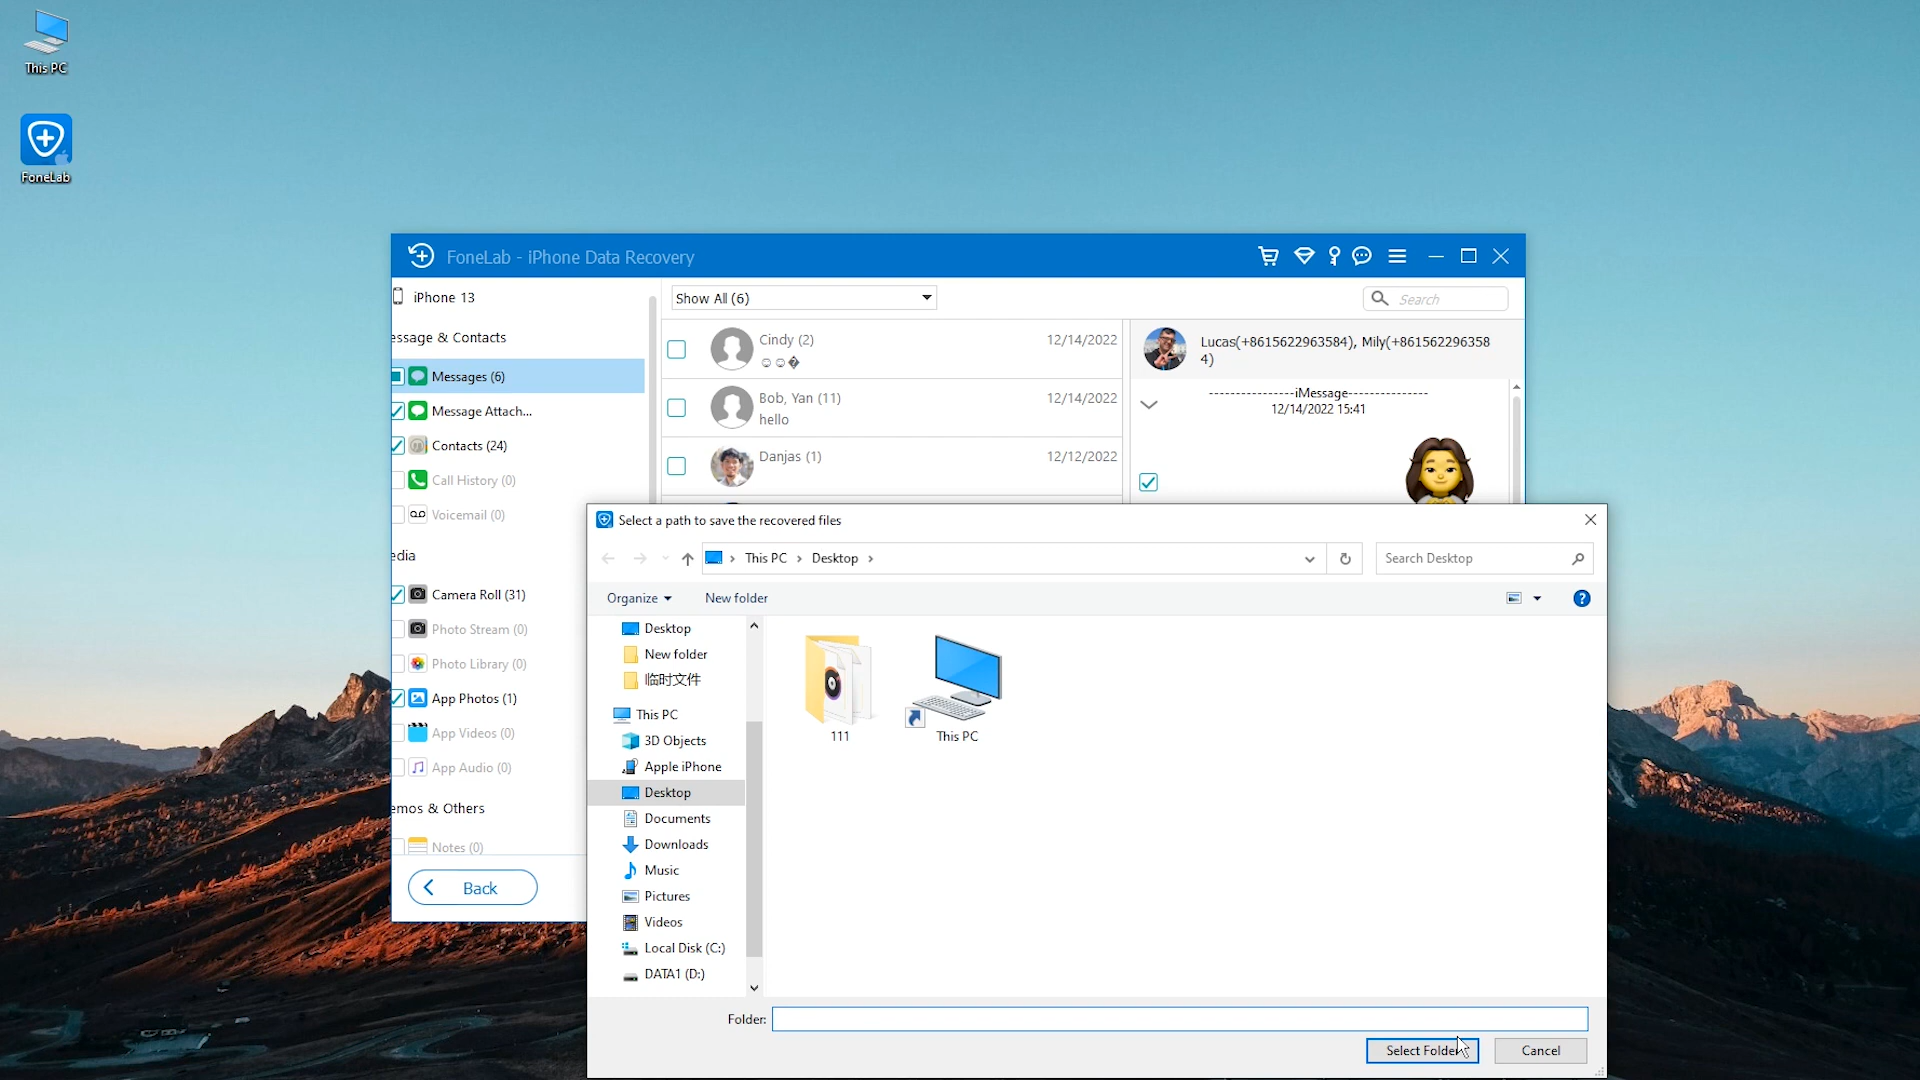 This PC
FoneLab
FoneLab - iPhone Data Recovery
iPhone 13
essage & Contacts
Messages (6)
Message Attach...
Contacts (24)
Call History (0)
Voicemail (0)
edia
Camera Roll (31)
Photo Stream (0)
Photo Library (0)
App Photos (1)
App Videos (0)
App Audio (0)
emos & Others
Notes (0)
Back
Show All (6)
Search
Cindy (2)
12/14/2022
☺☺�
Bob, Yan (11)
12/14/2022
hello
Danjas (1)
12/12/2022
Lucas(+8615622963584), Mily(+861562296358
4)
----------------iMessage---------------
12/14/2022 15:41
Select a path to save the recovered files
This PC > Desktop >
Search Desktop
Organize
New folder
Desktop
New folder
临时文件
This PC
3D Objects
Apple iPhone
Desktop
Documents
Downloads
Music
Pictures
Videos
Local Disk (C:)
DATA1 (D:)
111
This PC
Folder:
Select Folder
Cancel